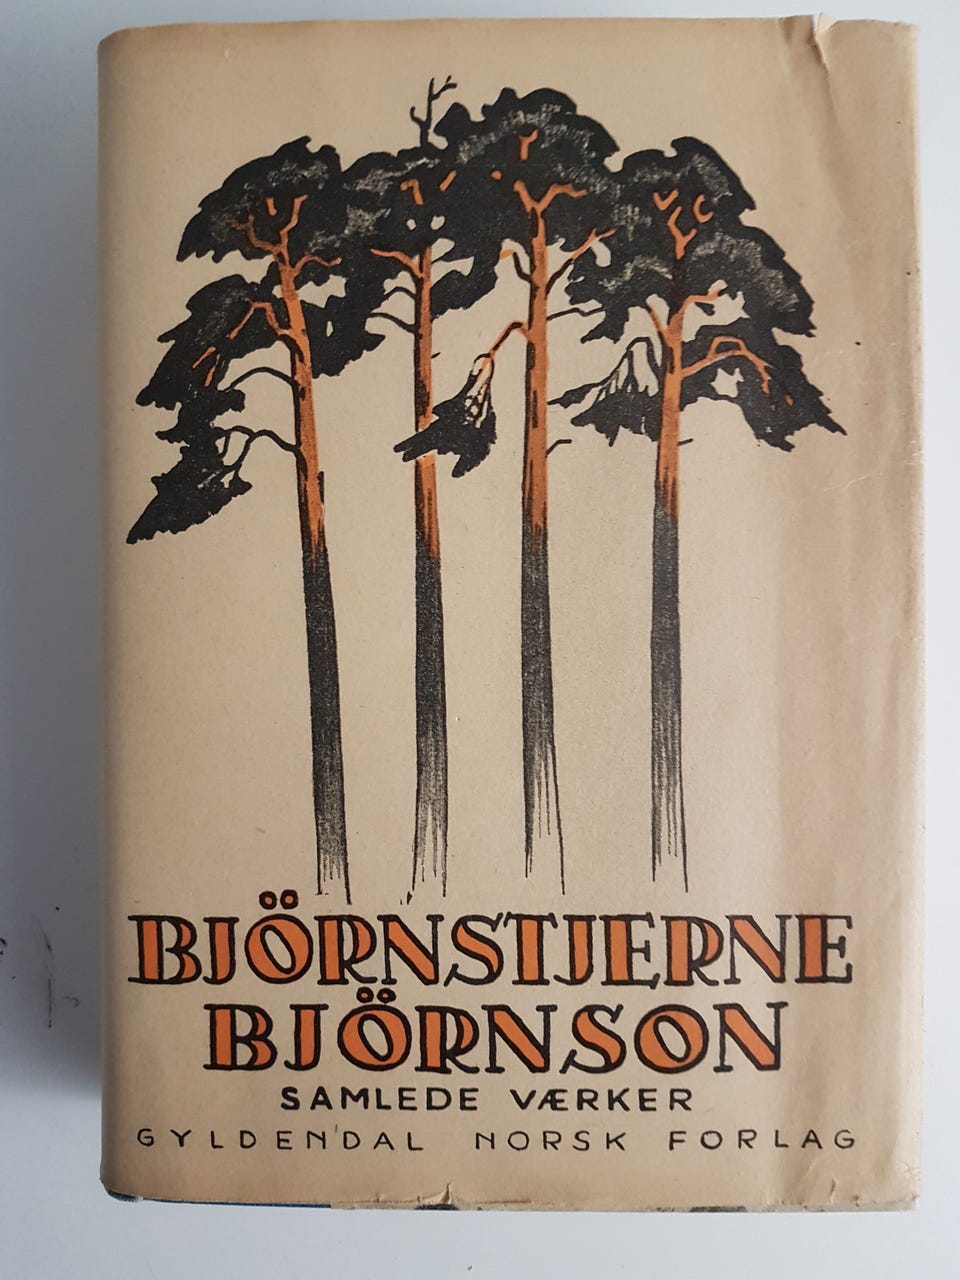 BJÖRNSTJERNE
BJÖRNSON
SAMLEDE VÆRKER
GYLDENDAL NORSK FORLAG